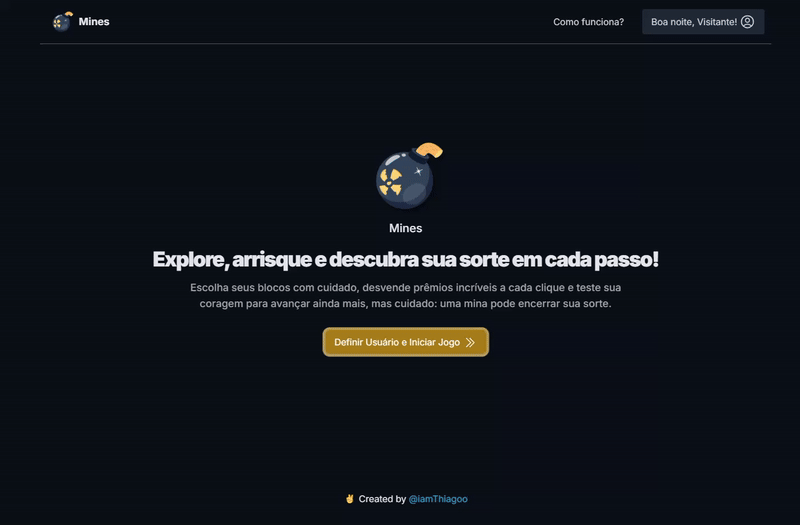 Mines
Como funciona?
Boa noite, Visitante!
Mines
Explore, arrisque e descubra sua sorte em cada passo!
Escolha seus blocos com cuidado, desvende prêmios incríveis a cada clique e teste sua
coragem para avançar ainda mais, mas cuidado: uma mina pode encerrar sua sorte.
Definir Usuário e Iniciar Jogo
✌️ Created by @iamThiagoo